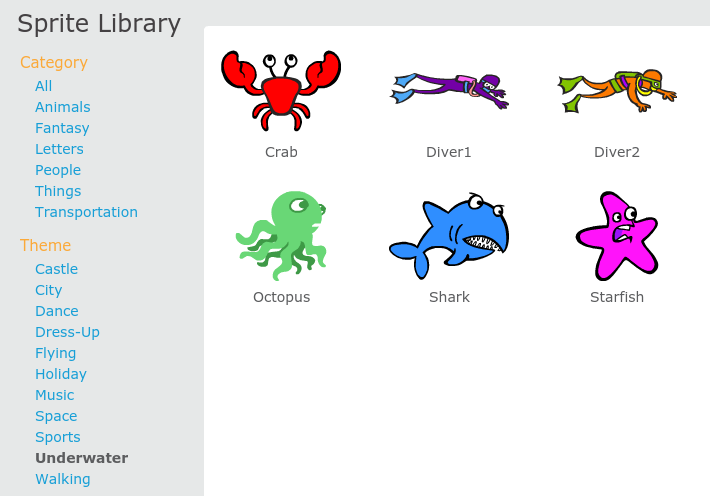 Sprite Library
Category
All
Animals
Fantasy
Letters
People
Things
Transportation
Theme
Castle
City
Dance
Dress-Up
Flying
Holiday
Music
Space
Sports
Underwater
Walking
Crab
Diver1
Diver2
Octopus
Shark
Starfish